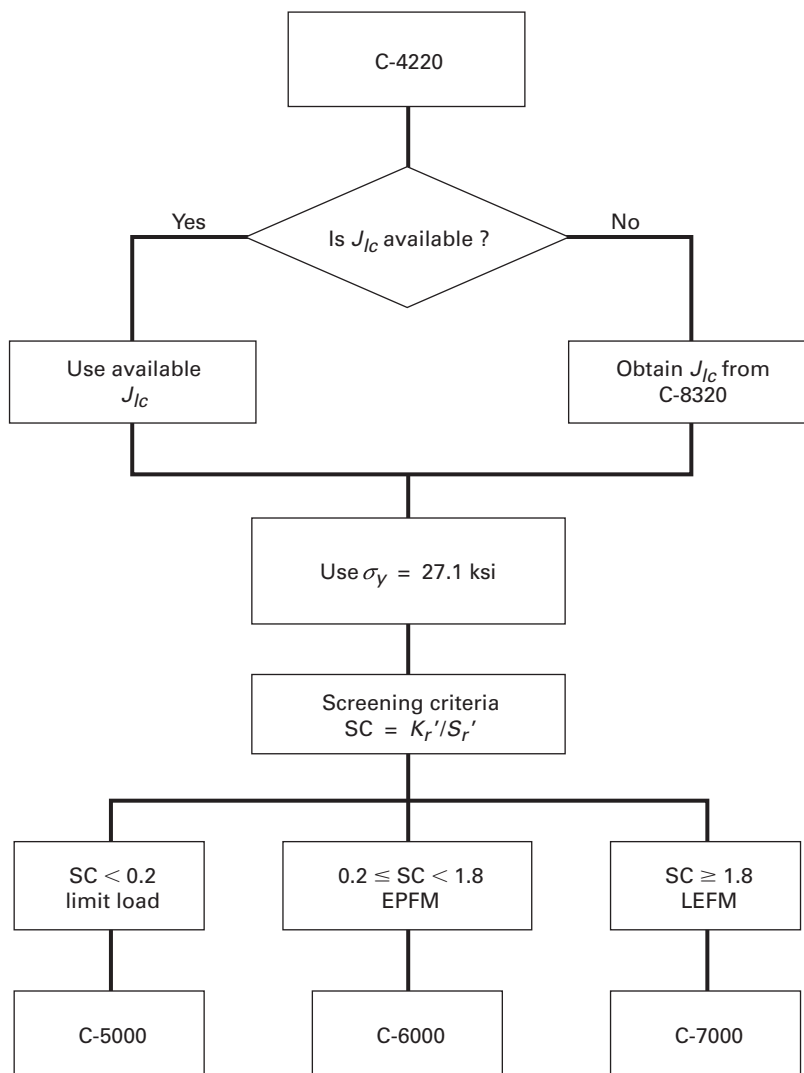 C-4220
Yes
Is J_Ic available ?
No
Use available
J_Ic
Obtain J_Ic from
C-8320
Use σ_y = 27.1 ksi
Screening criteria
SC = K_r'/S_r'
SC < 0.2
limit load
0.2 ≤ SC < 1.8
EPFM
SC ≥ 1.8
LEFM
C-5000
C-6000
C-7000